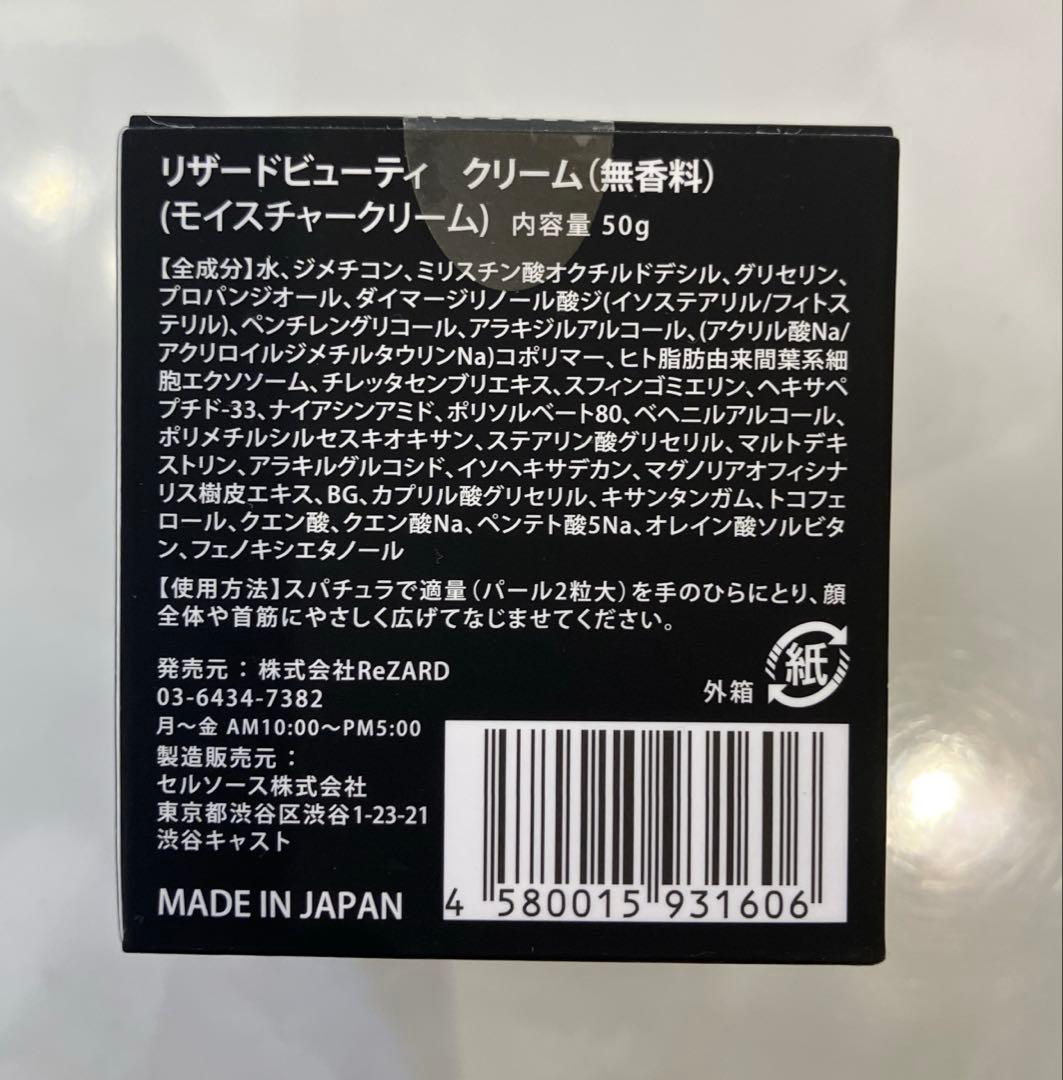 リザードビューティ クリーム(無香料)
(モイスチャークリーム) 内容量 50g
【全成分】水、ジメチコン、ミリスチン酸オクチルドデシル、グリセリン、
プロパンジオール、ダイマージリノール酸ジ(イソステアリル/フィトス
テリル)、ペンチレングリコール、アラキジルアルコール、(アクリル酸Na/
アクリロイルジメチルタウリンNa)コポリマー、ヒト脂肪由来間葉系細
胞エクソソーム、チレッタセンブリエキス、スフィンゴミエリン、ヘキサペ
プチド-33、ナイアシンアミド、ポリソルベート80、ベヘニルアルコール、
ポリメチルシルセスキオキサン、ステアリン酸グリセリル、マルトデキ
ストリン、アラキルグルコシド、イソヘキサデカン、マグノリアオフィシナ
リス樹皮エキス、BG、カプリル酸グリセリル、キサンタンガム、トコフェ
ロール、クエン酸、クエン酸Na、ペンテト酸5Na、オレイン酸ソルビタ
ン、フェノキシエタノール
【使用方法】スパチュラで適量(パール2粒大)を手のひらにとり、顔
全体や首筋にやさしく広げてなじませてください。
発売元：株式会社ReZARD
03-6434-7382
月〜金 AM10:00〜PM5:00
製造販売元：
セルソース株式会社
東京都渋谷区渋谷1-23-21
渋谷キャスト
MADE IN JAPAN
外箱 紙
4 580015 931606